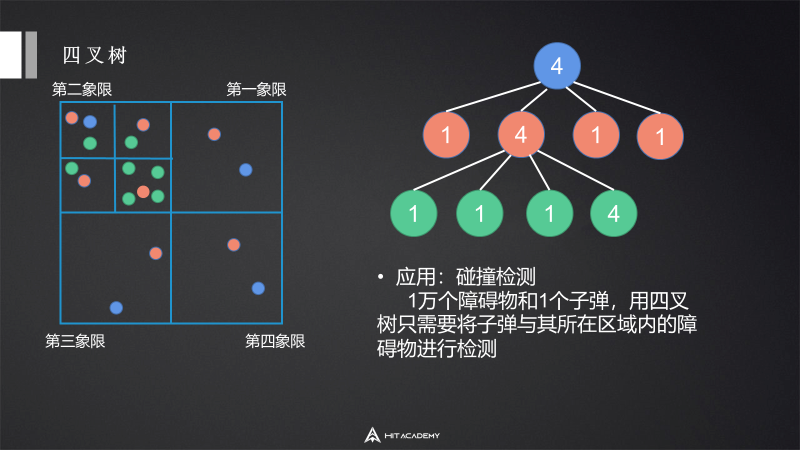 四叉树
第二象限
第一象限
第三象限
第四象限
4
1
4
1
1
1
1
1
4
• 应用：碰撞检测
1万个障碍物和1个子弹，用四叉
树只需要将子弹与其所在区域内的障
碍物进行检测
HIT ACADEMY